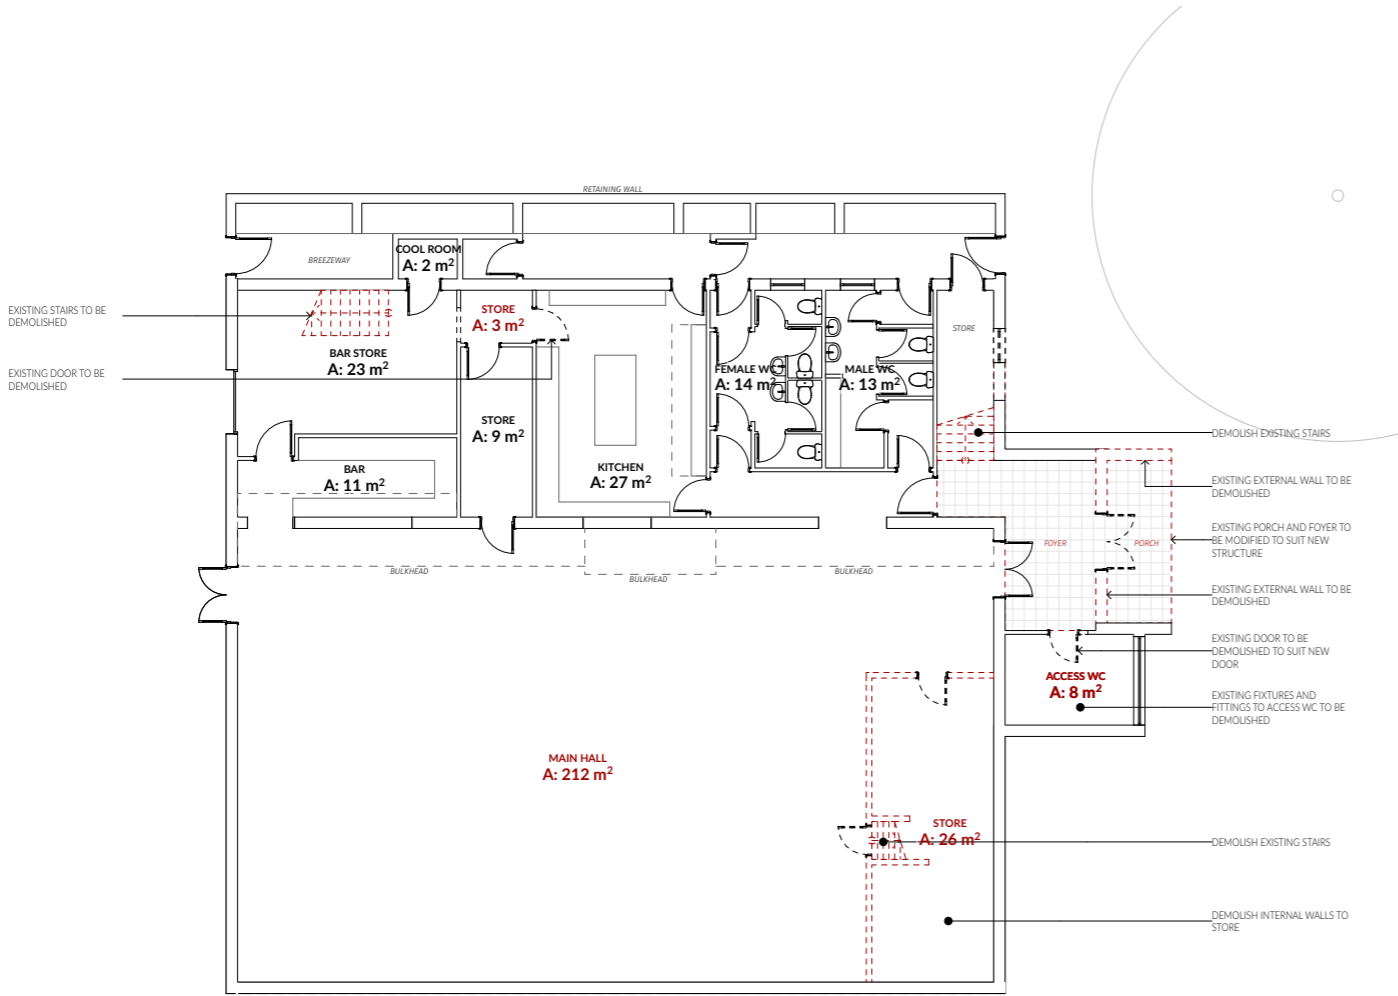 RETAINING WALL
COOL ROOM
A: 2 m²
BREEZEWAY
EXISTING STAIRS TO BE
DEMOLISHED
STORE
A: 3 m²
STORE
BAR STORE
A: 23 m²
EXISTING DOOR TO BE
DEMOLISHED
FEMALE WC
A: 14 m²
MALE WC
A: 13 m²
STORE
A: 9 m²
DEMOLISH EXISTING STAIRS
BAR
A: 11 m²
KITCHEN
A: 27 m²
EXISTING EXTERNAL WALL TO BE
DEMOLISHED
EXISTING PORCH AND FOYER TO
BE MODIFIED TO SUIT NEW
STRUCTURE
FOYER
PORCH
BULKHEAD
BULKHEAD
BULKHEAD
EXISTING EXTERNAL WALL TO BE
DEMOLISHED
EXISTING DOOR TO BE
DEMOLISHED TO SUIT NEW
DOOR
ACCESS WC
A: 8 m²
EXISTING FIXTURES AND
FITTINGS TO ACCESS WC TO BE
DEMOLISHED
MAIN HALL
A: 212 m²
STORE
A: 26 m²
DEMOLISH EXISTING STAIRS
DEMOLISH INTERNAL WALLS TO
STORE